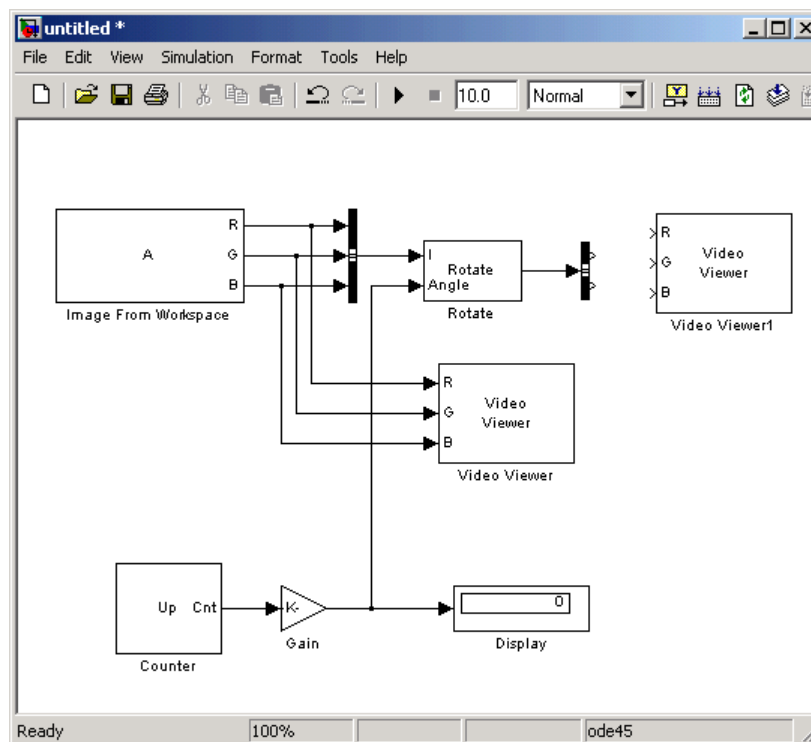 untitled *
File Edit View Simulation Format Tools Help
10.0 Normal
A
R
G
B
Image From Workspace
I
Rotate
Angle
Rotate
R
G
B
Video
Viewer
Video Viewer1
R
G
B
Video
Viewer
Video Viewer
Up Cnt
Counter
K-
Gain
0
Display
Ready 100% ode45